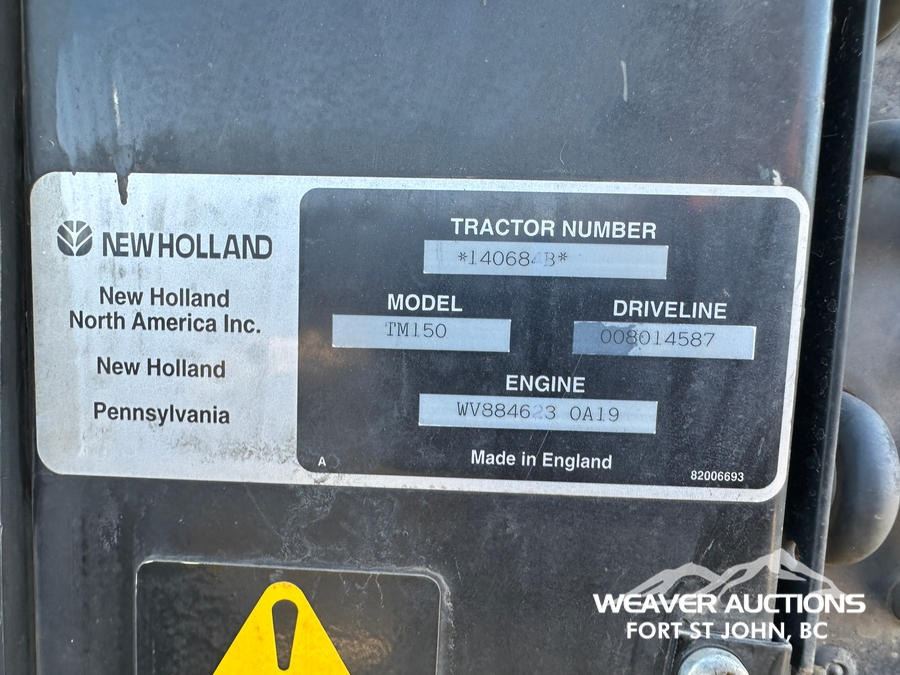 NEW HOLLAND
New Holland
North America Inc.
New Holland
Pennsylvania
TRACTOR NUMBER
*140684B*
MODEL
TM150
DRIVELINE
008014587
ENGINE
WV884623 0A19
Made in England
A
82006693
WEAVER AUCTIONS
FORT ST JOHN, BC